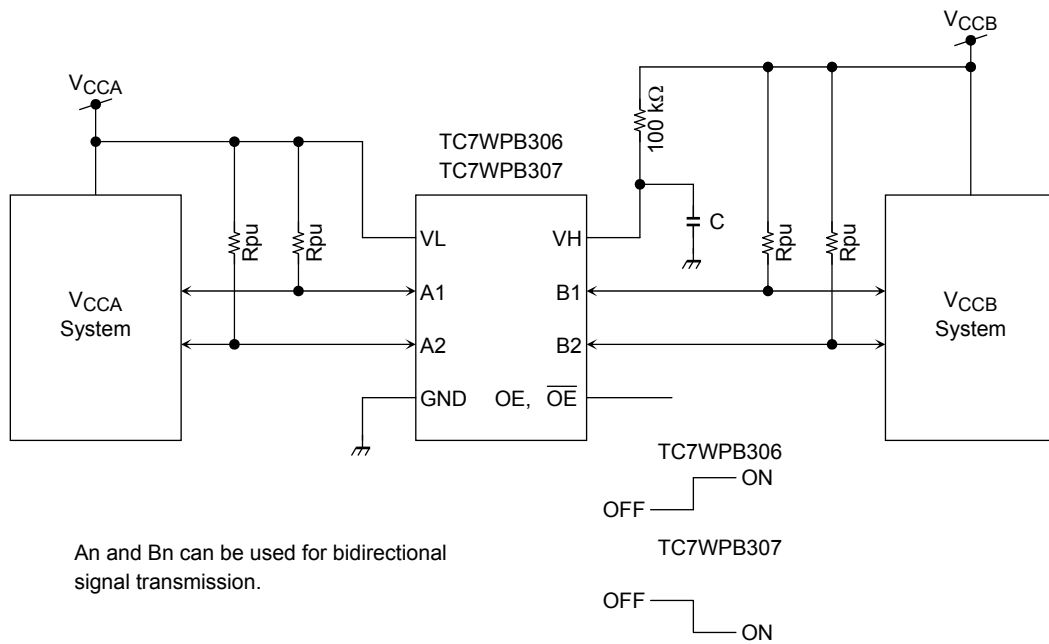 VCCB
VCCA
100 kΩ
TC7WPB306
TC7WPB307
Rpu
Rpu
VL
VH
C
Rpu
Rpu
VCCA
System
A1
B1
VCCB
System
A2
B2
GND
OE, OE
TC7WPB306
ON
OFF
TC7WPB307
An and Bn can be used for bidirectional
signal transmission.
OFF
ON